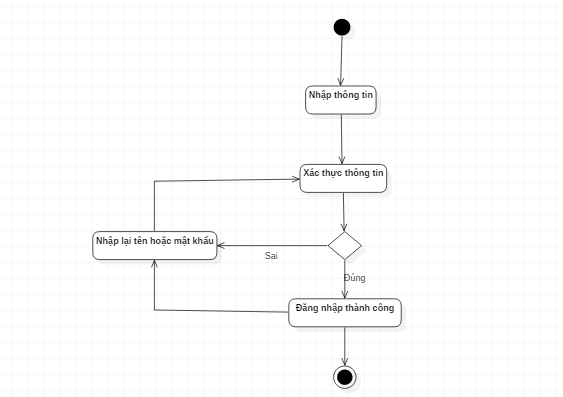 Nhập thông tin
Xác thực thông tin
Nhập lại tên hoặc mật khẩu
Sai
Đúng
Đăng nhập thành công